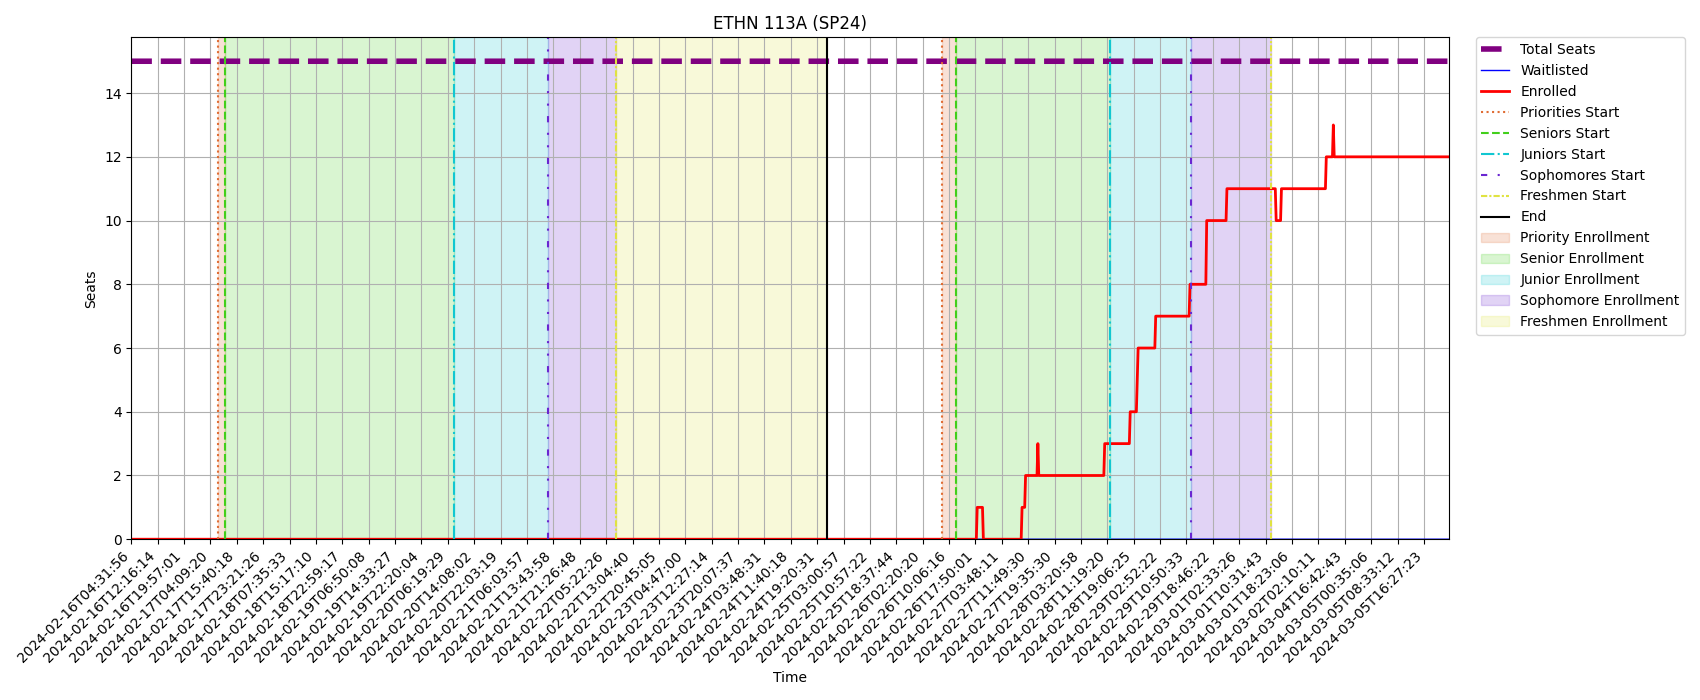 ETHN 113A (SP24)
Total Seats
Waitlisted
Enrolled
Priorities Start
Seniors Start
Juniors Start
Sophomores Start
Freshmen Start
End
Priority Enrollment
Senior Enrollment
Junior Enrollment
Sophomore Enrollment
Freshmen Enrollment
Seats
14
12
10
8
6
4
2
0
2024-02-16T04:31:56
2024-02-16T12:16:14
2024-02-16T19:57:01
2024-02-17T04:09:20
2024-02-17T15:40:18
2024-02-17T23:21:26
2024-02-18T07:35:33
2024-02-18T15:17:10
2024-02-18T22:59:17
2024-02-19T06:50:08
2024-02-19T14:33:27
2024-02-19T22:20:04
2024-02-20T06:19:29
2024-02-20T14:08:02
2024-02-20T22:03:19
2024-02-21T06:03:57
2024-02-21T13:43:58
2024-02-21T21:26:48
2024-02-22T05:22:26
2024-02-22T13:04:40
2024-02-22T20:45:05
2024-02-23T04:47:00
2024-02-23T12:27:14
2024-02-23T20:07:37
2024-02-24T03:48:31
2024-02-24T11:40:18
2024-02-24T19:20:31
2024-02-25T03:00:57
2024-02-25T10:57:22
2024-02-25T18:37:44
2024-02-26T02:20:20
2024-02-26T10:06:16
2024-02-26T17:50:01
2024-02-27T03:48:11
2024-02-27T11:49:30
2024-02-27T19:35:30
2024-02-28T03:20:58
2024-02-28T11:19:20
2024-02-28T19:06:25
2024-02-29T02:52:22
2024-02-29T10:50:33
2024-02-29T18:46:22
2024-03-01T02:33:26
2024-03-01T10:31:43
2024-03-01T18:23:06
2024-03-02T02:10:11
2024-03-04T16:42:43
2024-03-05T00:35:06
2024-03-05T08:33:12
2024-03-05T16:27:23
Time